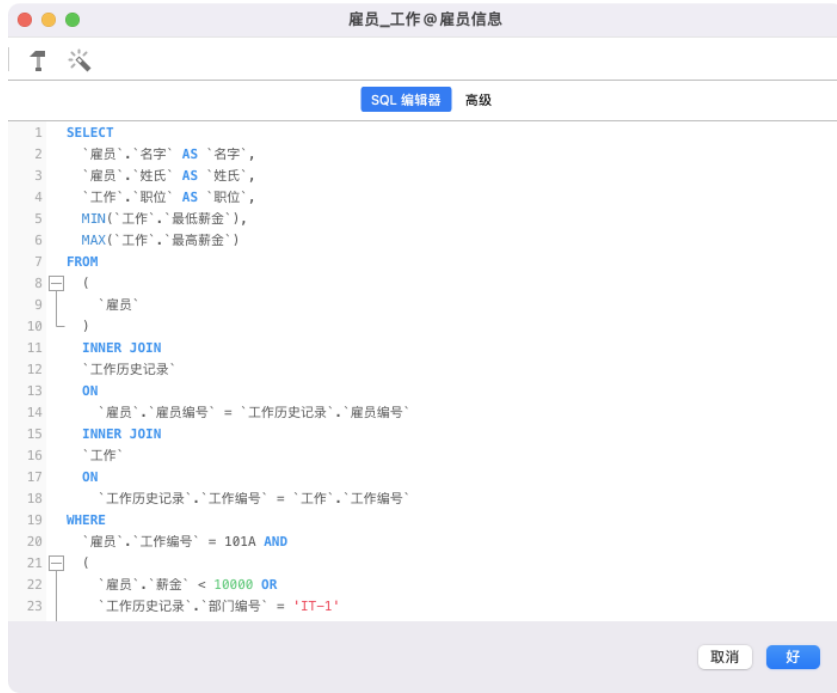 雇员_工作@雇员信息
SQL 编辑器 高级
1 SELECT
2 `雇员`.`名字` AS `名字`,
3 `雇员`.`姓氏` AS `姓氏`,
4 `工作`.`职位` AS `职位`,
5 MIN(`工作`.`最低薪金`),
6 MAX(`工作`.`最高薪金`)
7 FROM
8 (
9 `雇员`
10 )
11 INNER JOIN
12 `工作历史记录`
13 ON
14 `雇员`.`雇员编号` = `工作历史记录`.`雇员编号`
15 INNER JOIN
16 `工作`
17 ON
18 `工作历史记录`.`工作编号` = `工作`.`工作编号`
19 WHERE
20 `雇员`.`工作编号` = 101A AND
21 (
22 `雇员`.`薪金` < 10000 OR
23 `工作历史记录`.`部门编号` = 'IT-1'
取消 好